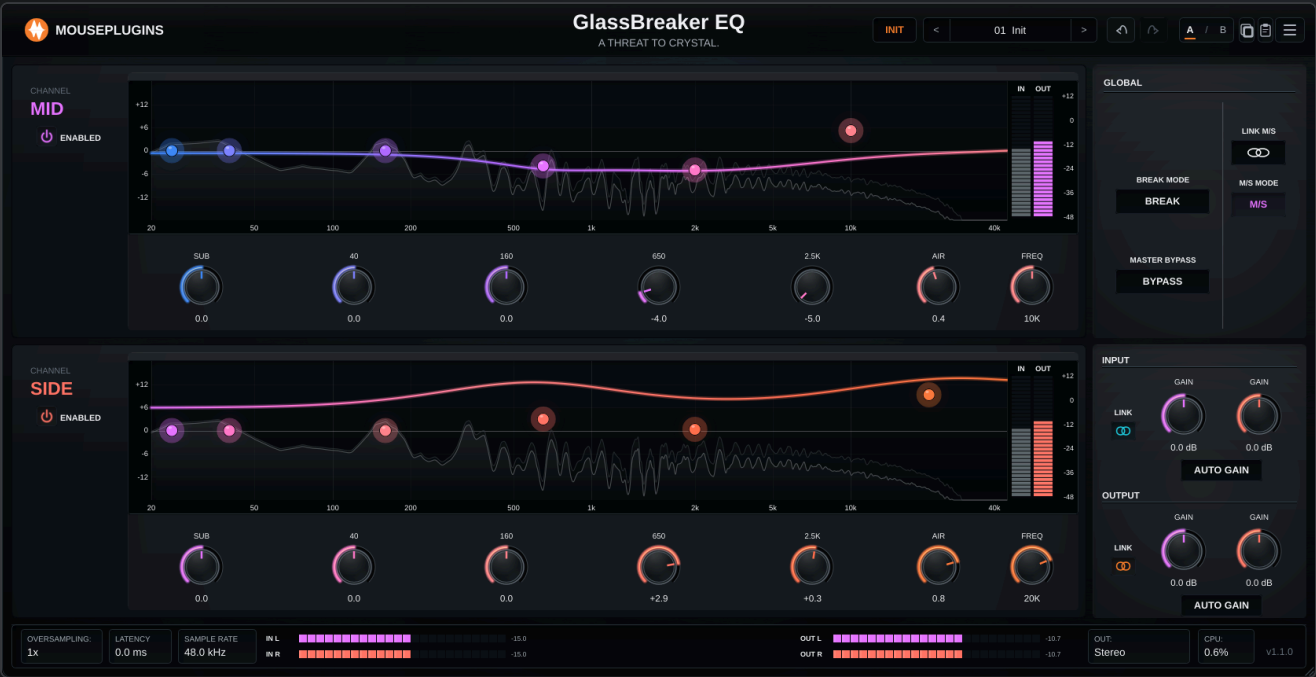 MOUSEPLUGINS
GlassBreaker EQ
A THREAT TO CRYSTAL.
INIT
< 01 Init >
A / B
CHANNEL
MID
ENABLED
+12
+6
0
-6
-12
20 50 100 200 500 1k 2k 5k 10k 40k
IN OUT
+12
0
-12
-24
-36
-48
SUB 40 160 650 2.5K AIR FREQ
0.0 0.0 0.0 -4.0 -5.0 0.4 10K
GLOBAL
LINK M/S
BREAK MODE
BREAK
M/S MODE
M/S
MASTER BYPASS
BYPASS
CHANNEL
SIDE
ENABLED
+12
+6
0
-6
-12
20 50 100 200 500 1k 2k 5k 10k 40k
IN OUT
+12
0
-12
-24
-36
-48
SUB 40 160 650 2.5K AIR FREQ
0.0 0.0 0.0 +2.9 +0.3 0.8 20K
INPUT
GAIN GAIN
LINK
0.0 dB 0.0 dB
AUTO GAIN
OUTPUT
GAIN GAIN
LINK
0.0 dB 0.0 dB
AUTO GAIN
OVERSAMPLING:
1x
LATENCY
0.0 ms
SAMPLE RATE
48.0 kHz
IN L -15.0
IN R -15.0
OUT L -10.7
OUT R -10.7
OUT:
Stereo
CPU:
0.6%
v1.1.0